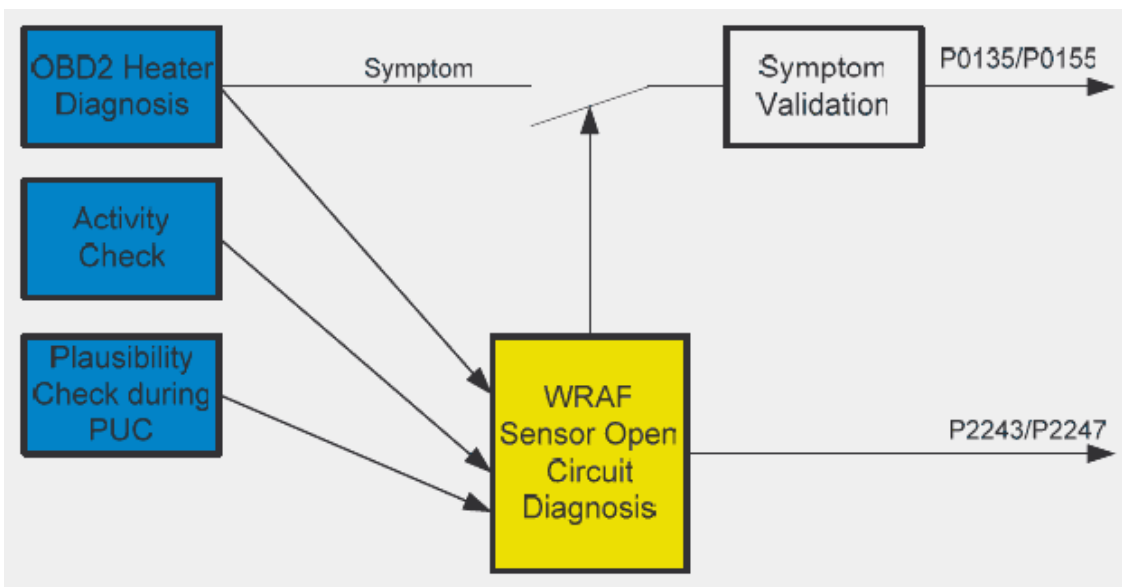 OBD2 Heater
Diagnosis
Symptom
Symptom
Validation
P0135/P0155
Activity
Check
Plausibility
Check during
PUC
WRAF
Sensor Open
Circuit
Diagnosis
P2243/P2247